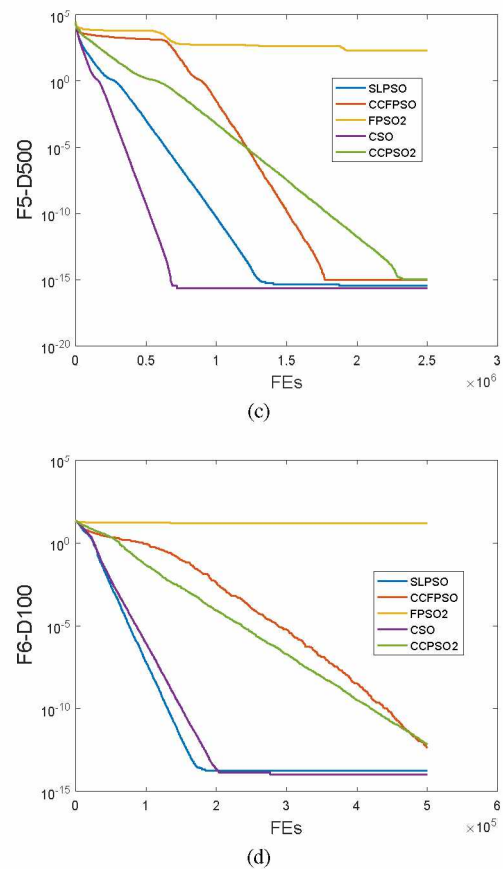 10^5
10^0
10^-5
10^-10
10^-15
10^-20
F5-D500
SLPSO
CCFPSO
FPSO2
CSO
CCPSO2
0 0.5 1 1.5 2 2.5 3
FEs
×10^6
(c)
10^5
10^0
10^-5
10^-10
10^-15
F6-D100
SLPSO
CCFPSO
FPSO2
CSO
CCPSO2
0 1 2 3 4 5 6
FEs
×10^5
(d)